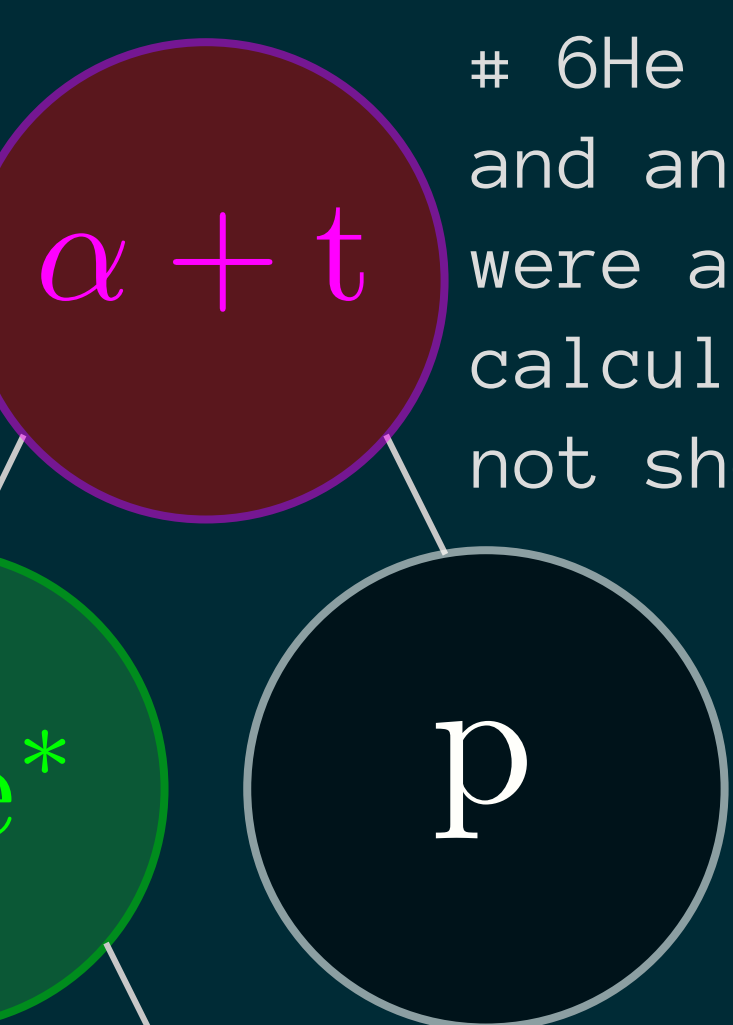 α + t
# 6He
and an
were a
calcul
not sh
e*
p